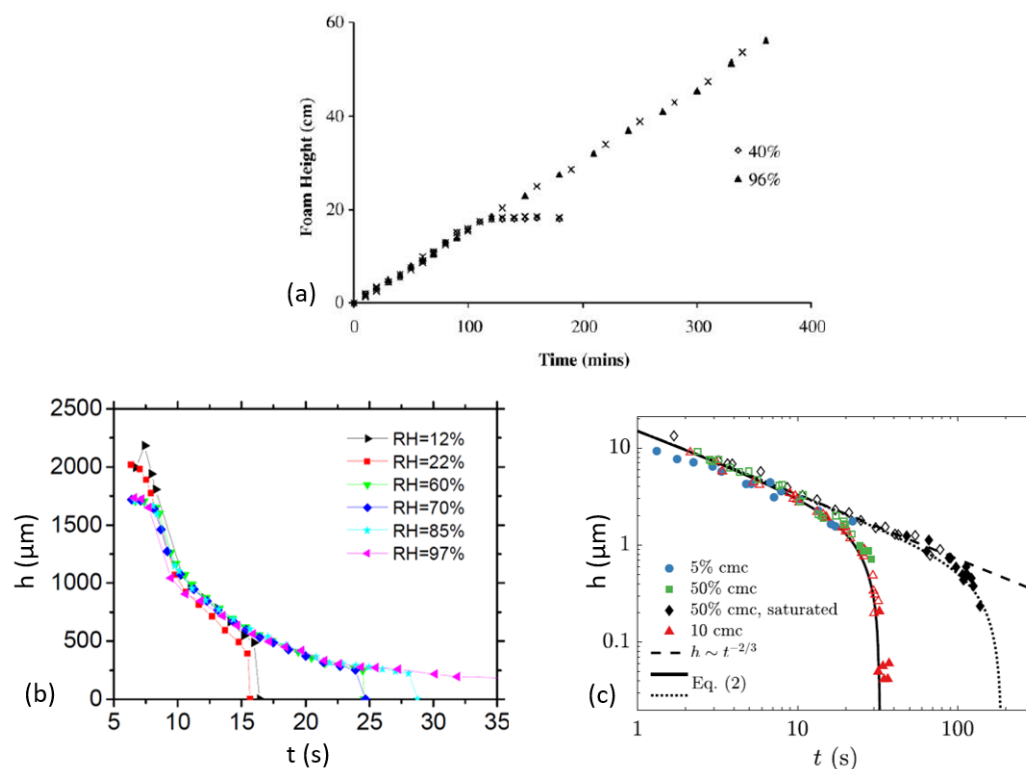 60
40
20
0
Foam Height (cm)
40%
96%
(a)
0
100
200
300
400
Time (mins)
2500
2000
1500
1000
500
0
h (µm)
RH=12%
RH=22%
RH=60%
RH=70%
RH=85%
RH=97%
(b)
5
10
15
20
25
30
35
t (s)
10
1
0.1
h (µm)
5% cmc
50% cmc
50% cmc, saturated
10 cmc
h ∼ t^{-2/3}
Eq. (2)
(c)
1
10
100
t (s)